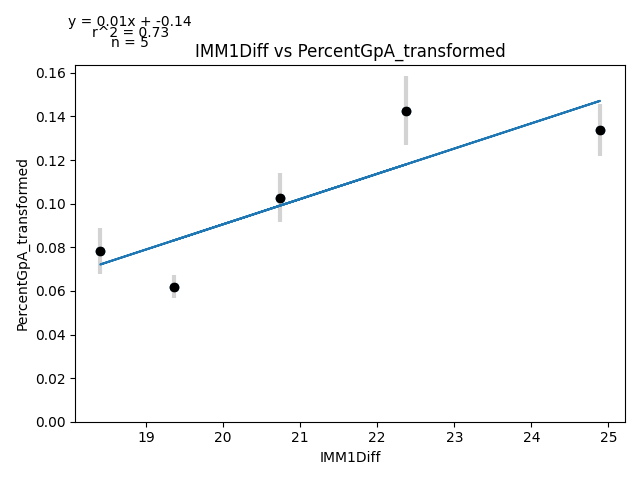 y = 0.01x + -0.14
r^2 = 0.73
n = 5
IMM1Diff vs PercentGpA_transformed
PercentGpA_transformed
0.16
0.14
0.12
0.10
0.08
0.06
0.04
0.02
0.00
19 20 21 22 23 24 25
IMM1Diff